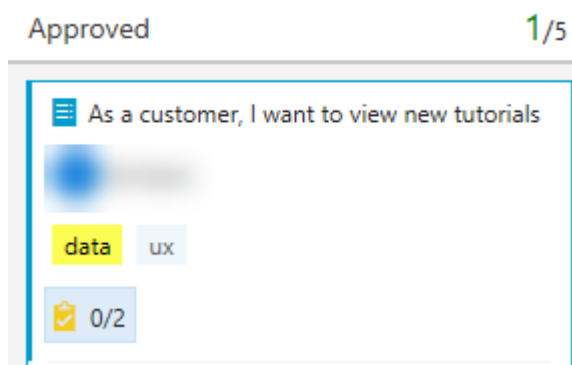 Approved 1/5
As a customer, I want to view new tutorials
data ux
0/2